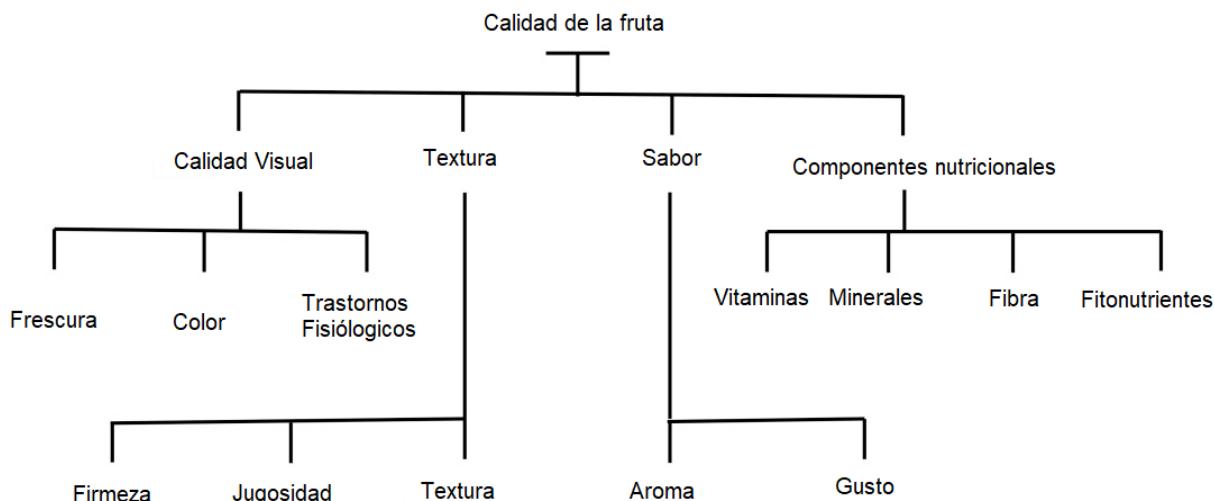 Calidad de la fruta
Calidad Visual
Textura
Sabor
Componentes nutricionales
Frescura
Color
Trastornos
Fisiólogicos
Vitaminas
Minerales
Fibra
Fitonutrientes
Firmeza
Jugosidad
Textura
Aroma
Gusto